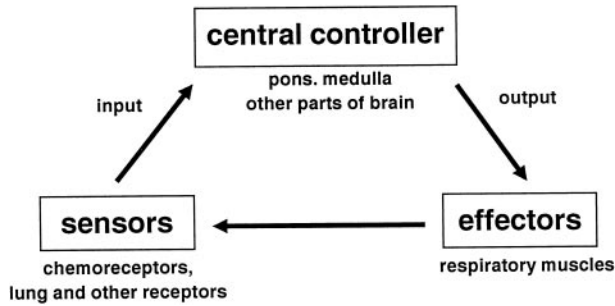 central controller
pons. medulla
other parts of brain
input
output
sensors
effectors
chemoreceptors,
lung and other receptors
respiratory muscles